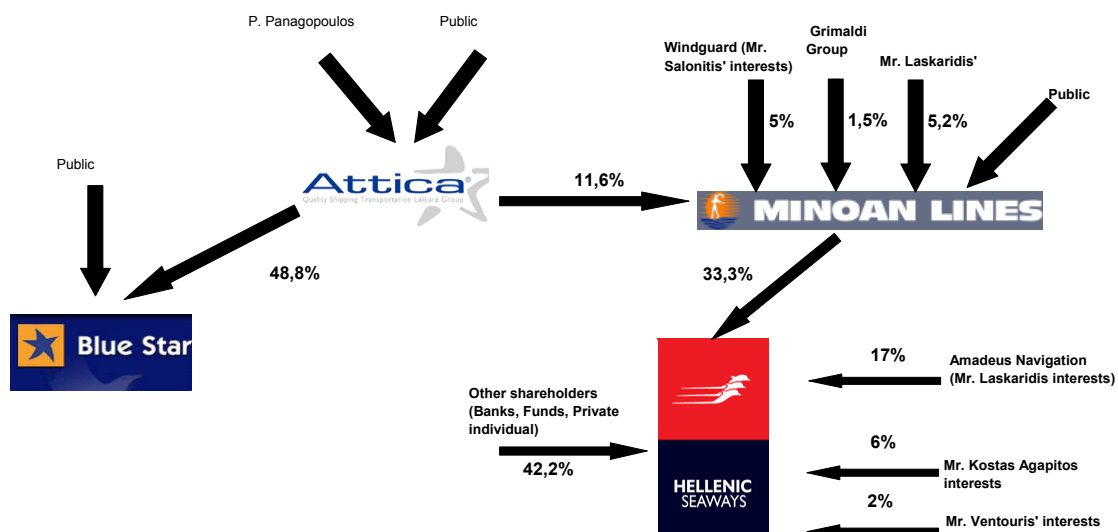 P. Panagopoulos
Public
Grimaldi
Group
Windguard (Mr.
Salonitis' interests)
Mr. Laskaridis'
Public
5%
1,5%
5,2%
Public
Attica®
Quality Shipping Transportation Leisure Group
11,6%
MINOAN LINES
48,8%
33,3%
Blue Star
17%
Amadeus Navigation
(Mr. Laskaridis interests)
Other shareholders
(Banks, Funds, Private
individual)
42,2%
6%
Mr. Kostas Agapitos
interests
HELLENIC
SEAWAYS
2%
Mr. Ventouris' interests